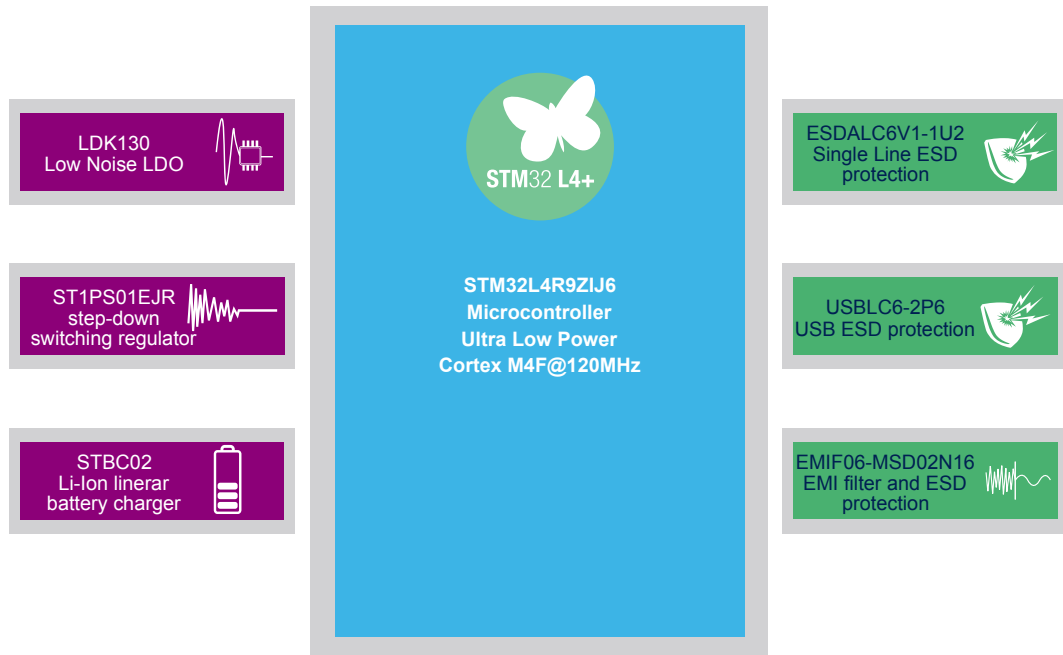 LDK130
Low Noise LDO
ST1PS01EJR
step-down
switching regulator
STBC02
Li-Ion linerar
battery charger
STM32 L4+
STM32L4R9ZIJ6
Microcontroller
Ultra Low Power
Cortex M4F@120MHz
ESDALC6V1-1U2
Single Line ESD
protection
USBLC6-2P6
USB ESD protection
EMIF06-MSD02N16
EMI filter and ESD
protection